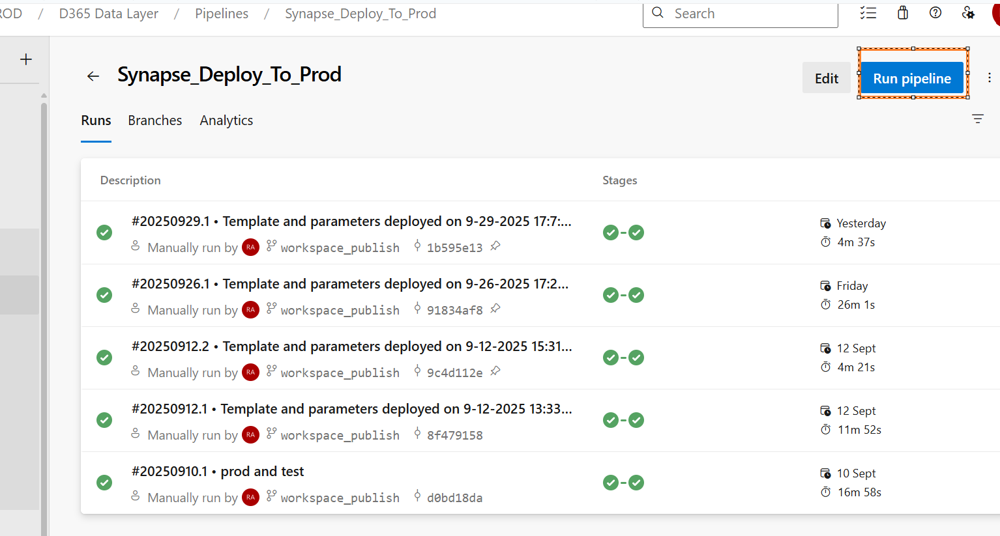 ROD / D365 Data Layer / Pipelines / Synapse_Deploy_To_Prod
Search
Synapse_Deploy_To_Prod
Edit
Run pipeline
Runs
Branches
Analytics
Description
Stages
#20250929.1 • Template and parameters deployed on 9-29-2025 17:7:...
Manually run by RA workspace_publish 1b595e13
Yesterday
4m 37s
#20250926.1 • Template and parameters deployed on 9-26-2025 17:2...
Manually run by RA workspace_publish 91834af8
Friday
26m 1s
#20250912.2 • Template and parameters deployed on 9-12-2025 15:31...
Manually run by RA workspace_publish 9c4d112e
12 Sept
4m 21s
#20250912.1 • Template and parameters deployed on 9-12-2025 13:33...
Manually run by RA workspace_publish 8f479158
12 Sept
11m 52s
#20250910.1 • prod and test
Manually run by RA workspace_publish d0bd18da
10 Sept
16m 58s